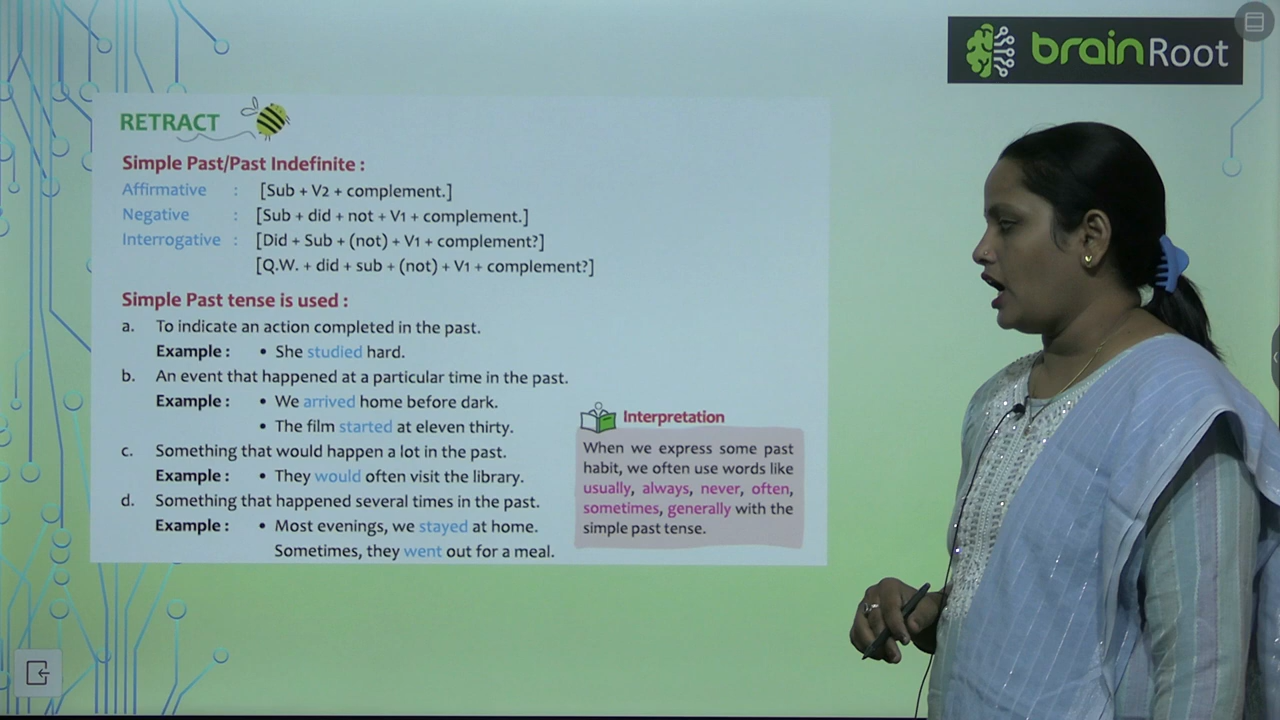 brainRoot
RETRACT
Simple Past/Past Indefinite :
Affirmative : [Sub + V2 + complement.]
Negative : [Sub + did + not + V1 + complement.]
Interrogative : [Did + Sub + (not) + V1 + complement?]
[Q.W. + did + sub + (not) + V1 + complement?]
Simple Past tense is used :
a. To indicate an action completed in the past.
Example : • She studied hard.
b. An event that happened at a particular time in the past.
Example : • We arrived home before dark.
• The film started at eleven thirty.
c. Something that would happen a lot in the past.
Example : • They would often visit the library.
d. Something that happened several times in the past.
Example : • Most evenings, we stayed at home.
Sometimes, they went out for a meal.
Interpretation
When we express some past
habit, we often use words like
usually, always, never, often,
sometimes, generally with the
simple past tense.